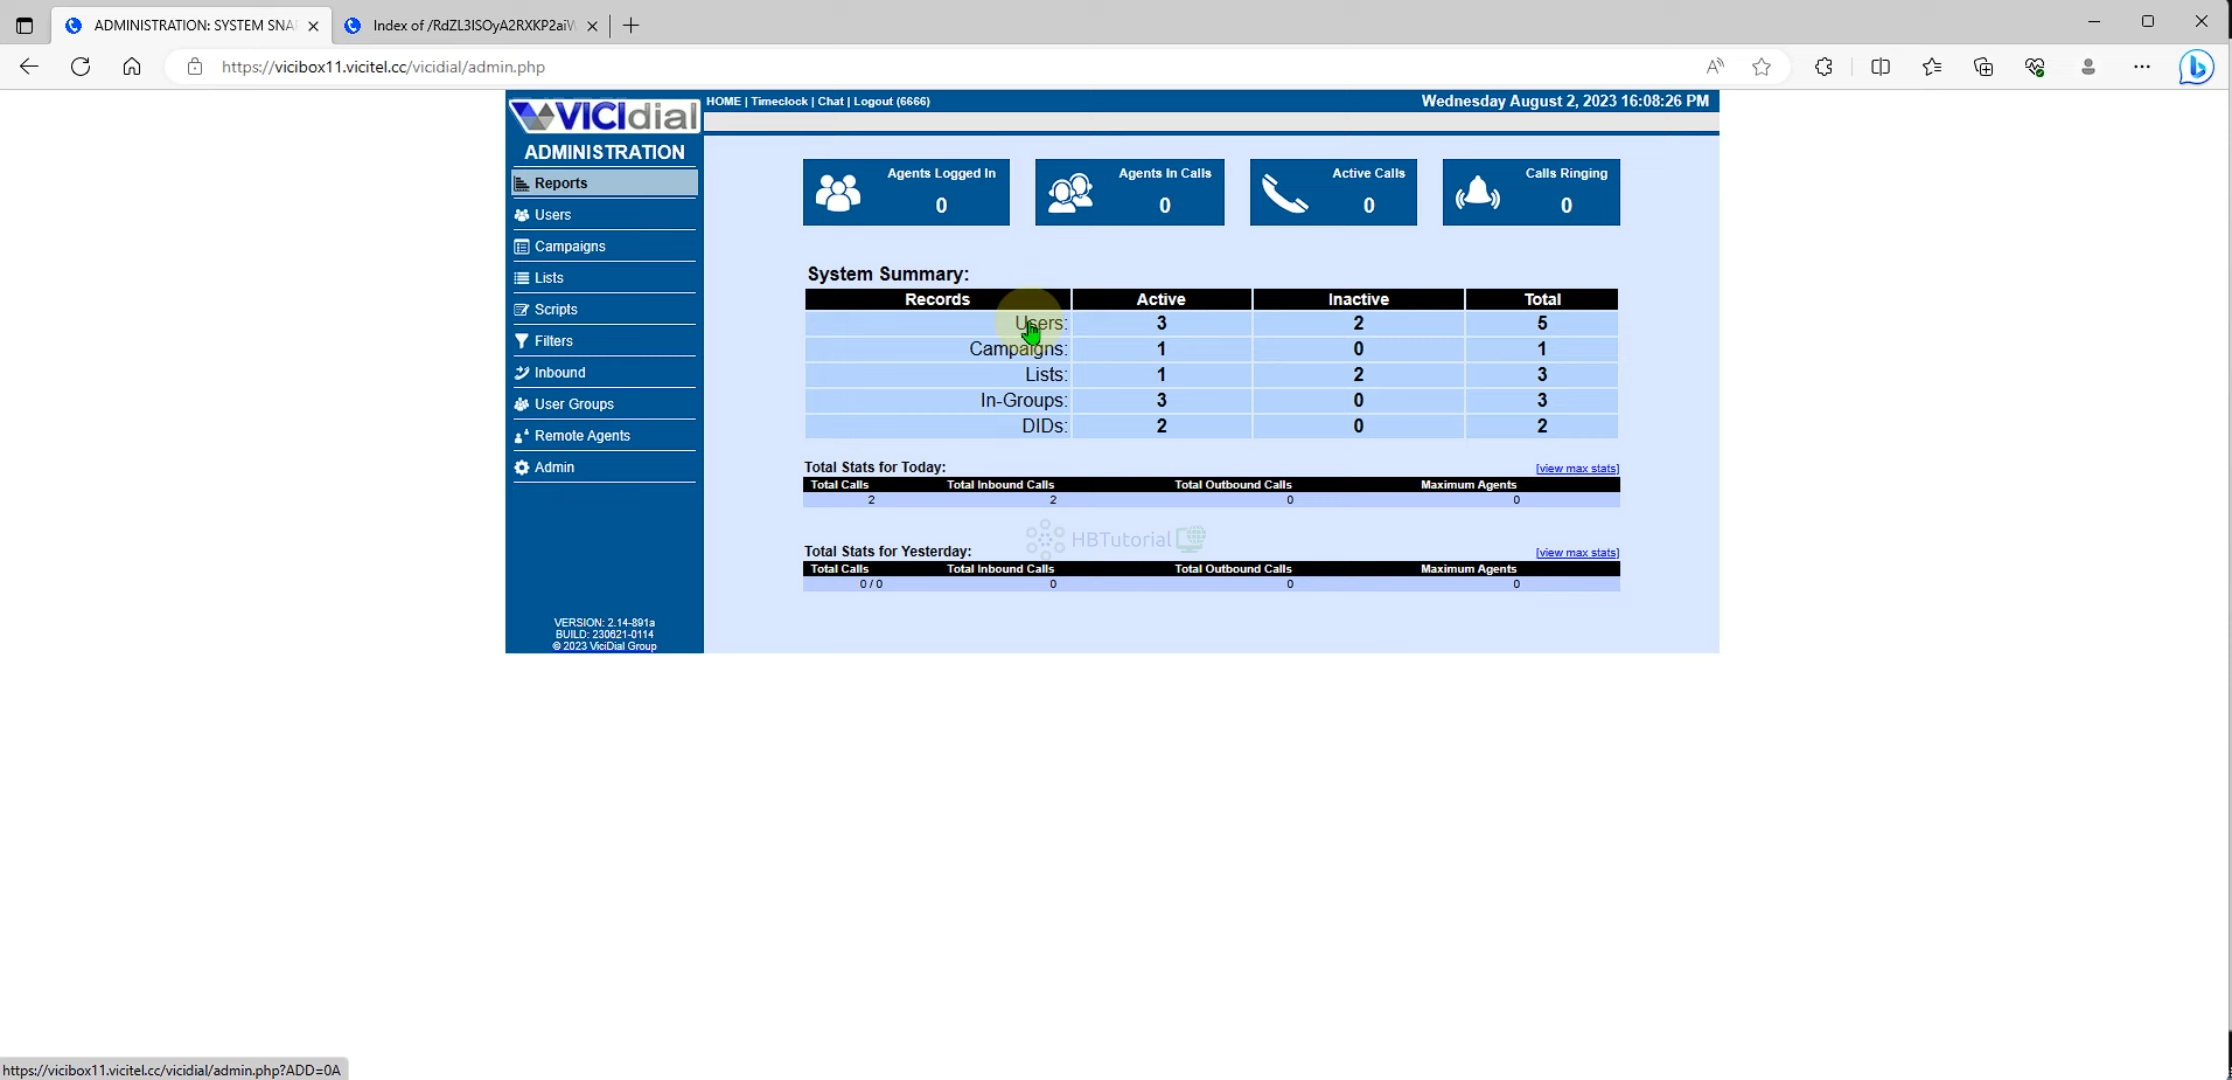 ADMINISTRATION: SYSTEM SNA
Index of /RdZL3ISOyA2RXKP2aiV
https://vicibox11.vicitel.cc/vicidial/admin.php
VICIdial
HOME | Timeclock | Chat | Logout (6666)
Wednesday August 2, 2023 16:08:26 PM
ADMINISTRATION
Reports
Users
Campaigns
Lists
Scripts
Filters
Inbound
User Groups
Remote Agents
Admin
VERSION: 2.14-891a
BUILD: 230621-0114
© 2023 ViciDial Group
Agents Logged In
0
Agents In Calls
0
Active Calls
0
Calls Ringing
0
System Summary:
Records Active Inactive Total
Users: 3 2 5
Campaigns: 1 0 1
Lists: 1 2 3
In-Groups: 3 0 3
DIDs: 2 0 2
Total Stats for Today: [view max stats]
Total Calls Total Inbound Calls Total Outbound Calls Maximum Agents
2 2 0 0
HBTutorial
Total Stats for Yesterday: [view max stats]
Total Calls Total Inbound Calls Total Outbound Calls Maximum Agents
0 / 0 0 0 0
https://vicibox11.vicitel.cc/vicidial/admin.php?ADD=0A